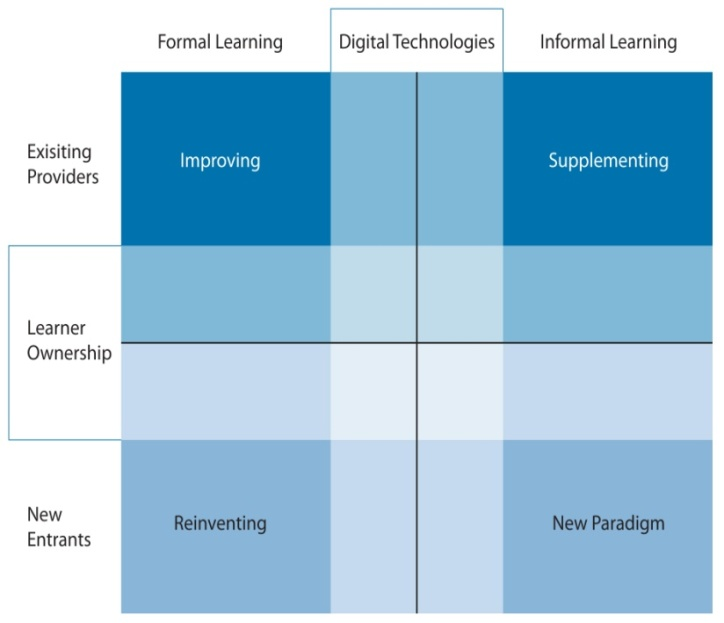 Formal Learning
Digital Technologies
Informal Learning
Exisiting
Providers
Improving
Supplementing
Learner
Ownership
New
Entrants
Reinventing
New Paradigm